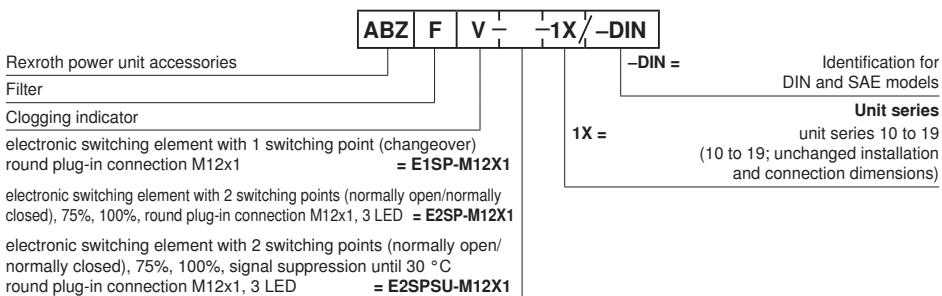 ABZ F V - -1X/ -DIN
Rexroth power unit accessories
Filter
Clogging indicator
electronic switching element with 1 switching point (changeover)
round plug-in connection M12x1 = E1SP-M12X1
electronic switching element with 2 switching points (normally open/normally
closed), 75%, 100%, round plug-in connection M12x1, 3 LED = E2SP-M12X1
electronic switching element with 2 switching points (normally open/
normally closed), 75%, 100%, signal suppression until 30 °C
round plug-in connection M12x1, 3 LED = E2SPSU-M12X1
–DIN = Identification for
DIN and SAE models
Unit series
1X = unit series 10 to 19
(10 to 19; unchanged installation
and connection dimensions)